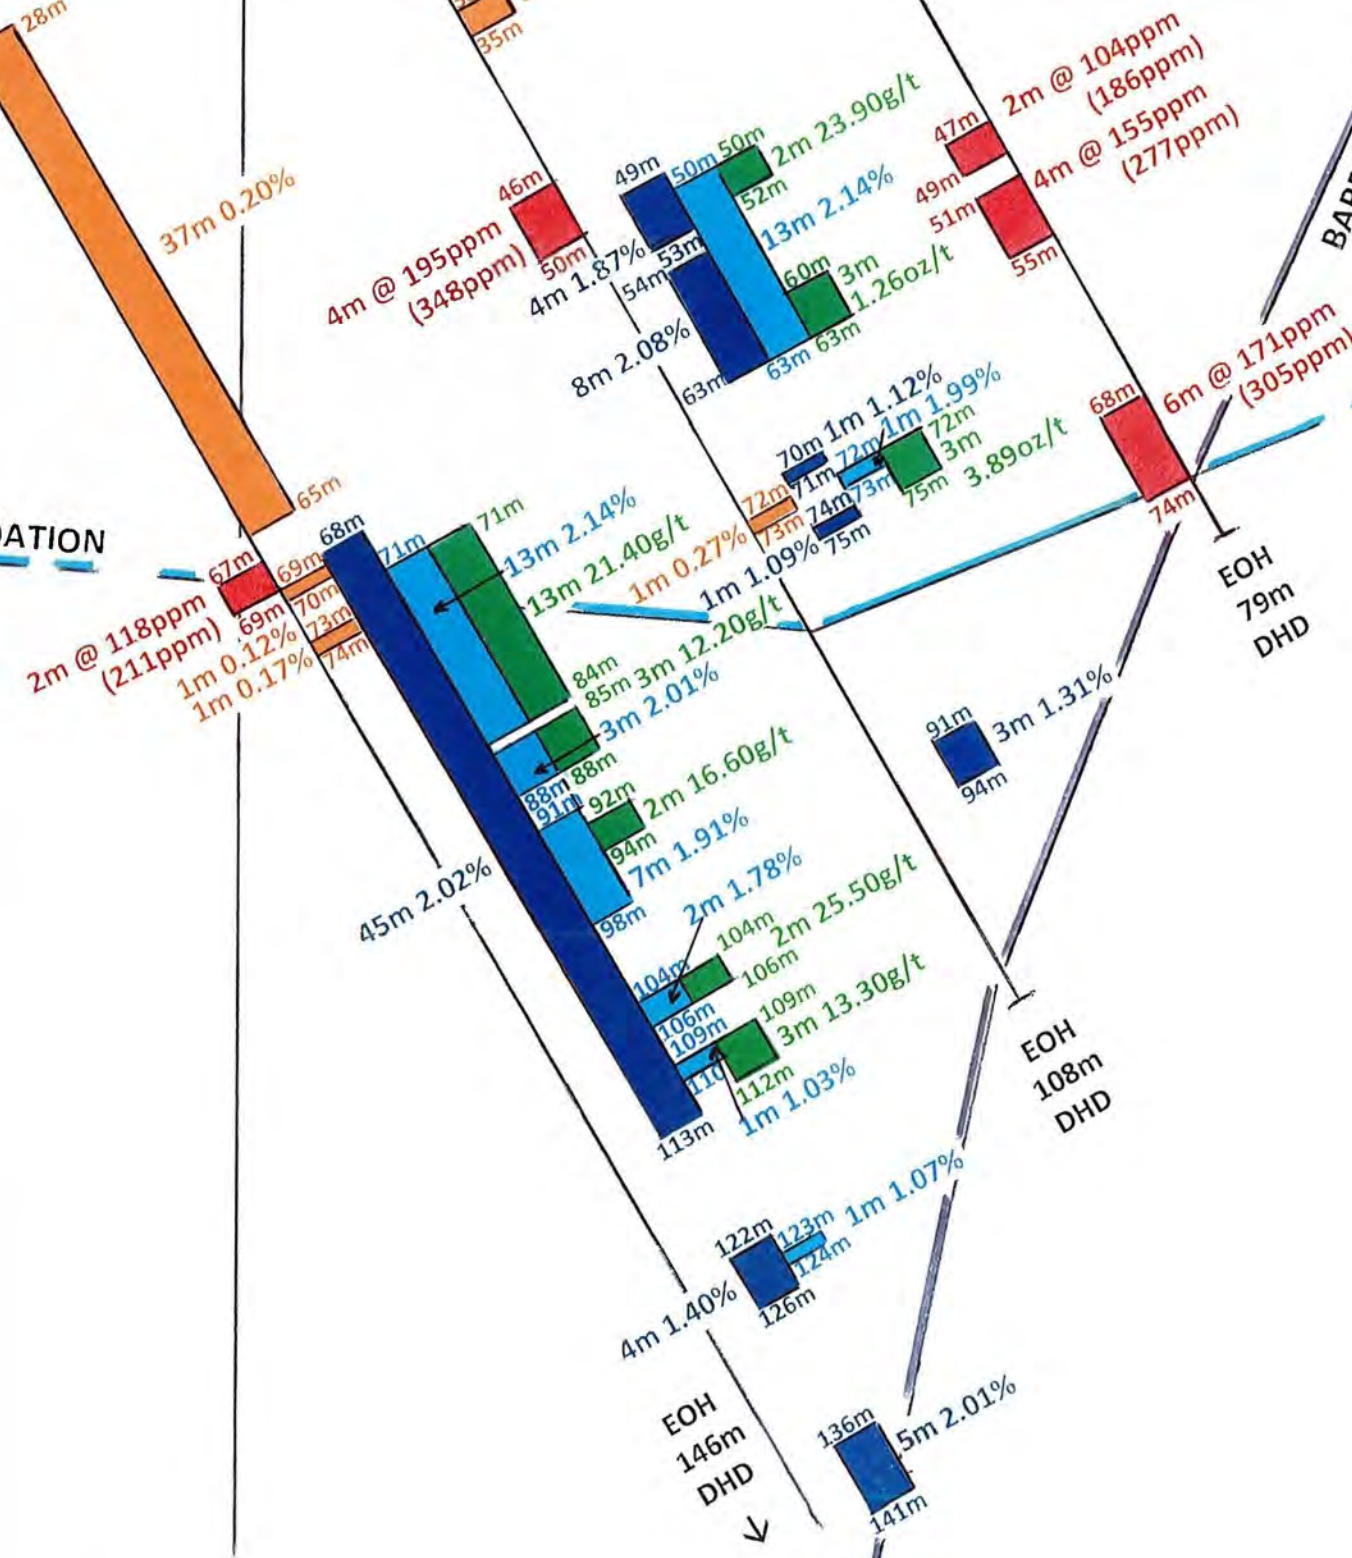 28m
35m
37m 0.20%
65m
46m
4m @ 195ppm
(348ppm)
50m
49m
50m
50m
2m 23.90g/t
52m
4m 1.87%
53m
54m
13m 2.14%
60m
3m
1.26oz/t
8m 2.08%
63m
63m
63m
47m
2m @ 104ppm
(186ppm)
49m
4m @ 155ppm
(277ppm)
51m
55m
68m
6m @ 171ppm
(305ppm)
74m
EOH
79m
DHD
70m
1m 1.12%
71m
72m
1m 1.99%
73m
72m
3m
3.89oz/t
75m
72m
73m
1m 0.27%
74m
75m
1m 1.09%
DATION
67m
2m @ 118ppm
(211ppm)
69m
69m
70m
1m 0.12%
73m
74m
1m 0.17%
68m
71m
71m
13m 2.14%
13m 21.40g/t
84m
85m
3m 12.20g/t
3m 2.01%
88m
88m
91m
92m
2m 16.60g/t
94m
7m 1.91%
98m
45m 2.02%
2m 1.78%
104m
104m
2m 25.50g/t
106m
106m
109m
109m
3m 13.30g/t
110
112m
1m 1.03%
113m
91m
3m 1.31%
94m
EOH
108m
DHD
122m
123m
1m 1.07%
124m
126m
4m 1.40%
EOH
146m
DHD
136m
5m 2.01%
141m